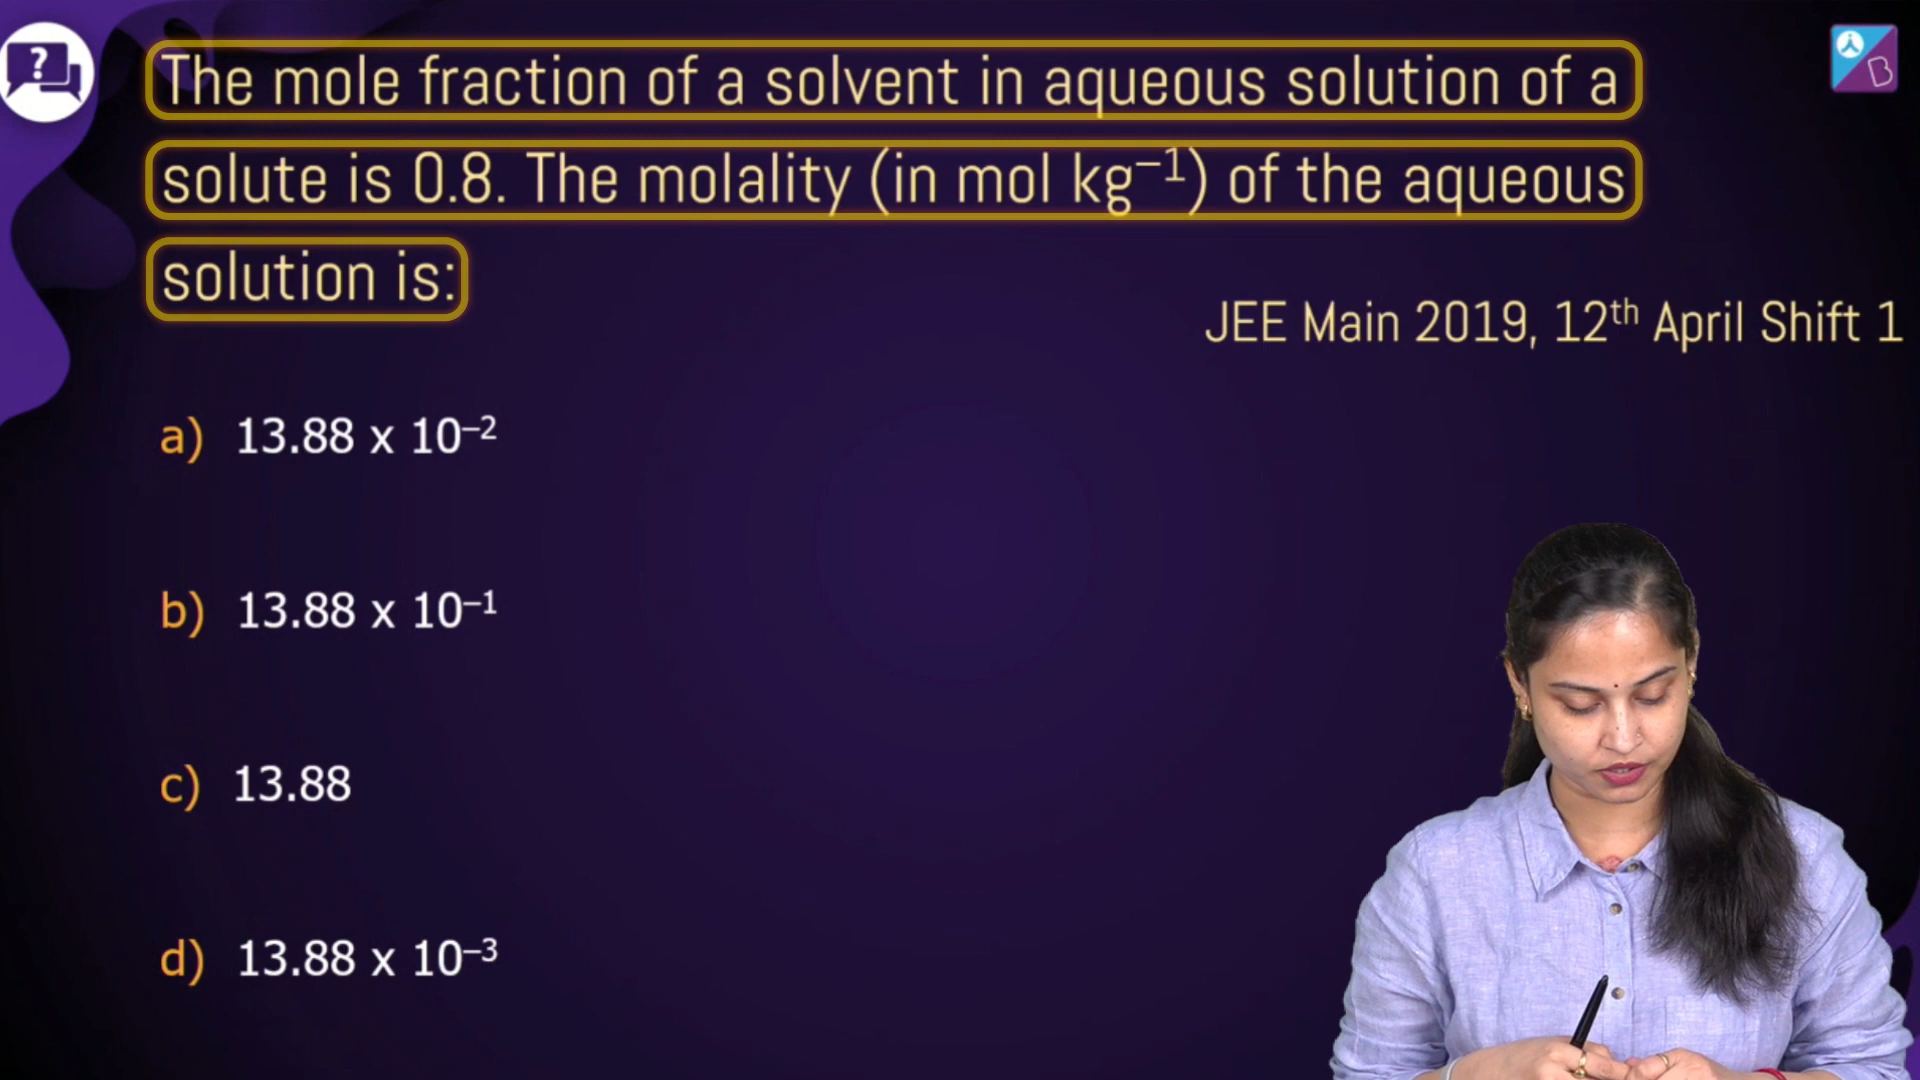 The mole fraction of a solvent in aqueous solution of a
solute is 0.8. The molality (in mol kg⁻¹) of the aqueous
solution is:
JEE Main 2019, 12ᵗʰ April Shift 1
a) 13.88 x 10⁻²
b) 13.88 x 10⁻¹
c) 13.88
d) 13.88 x 10⁻³
?
B